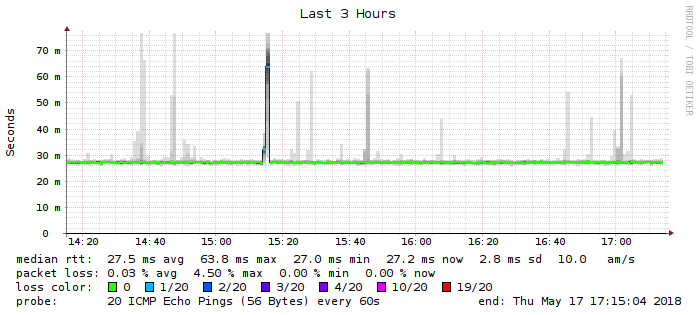 Last 3 Hours
RRDTOOL / TOBI OETIKER
Seconds
70 m
60 m
50 m
40 m
30 m
20 m
10 m
0
14:20 14:40 15:00 15:20 15:40 16:00 16:20 16:40 17:00
median rtt: 27.5 ms avg 63.8 ms max 27.0 ms min 27.2 ms now 2.8 ms sd 10.0 am/s
packet loss: 0.03 % avg 4.50 % max 0.00 % min 0.00 % now
loss color: 0 1/20 2/20 3/20 4/20 10/20 19/20
probe: 20 ICMP Echo Pings (56 Bytes) every 60s end: Thu May 17 17:15:04 2018